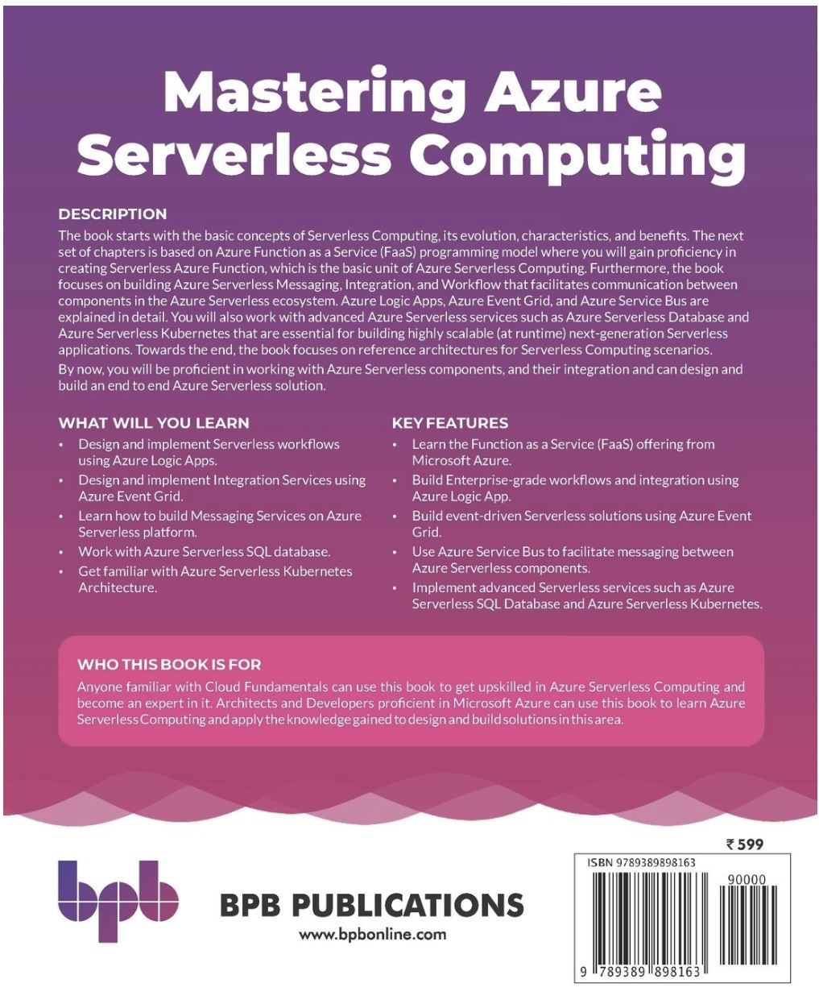 Mastering Azure
Serverless Computing
DESCRIPTION
The book starts with the basic concepts of Serverless Computing, its evolution, characteristics, and benefits. The next
set of chapters is based on Azure Function as a Service (FaaS) programming model where you will gain proficiency in
creating Serverless Azure Function, which is the basic unit of Azure Serverless Computing. Furthermore, the book
focuses on building Azure Serverless Messaging, Integration, and Workflow that facilitates communication between
components in the Azure Serverless ecosystem. Azure Logic Apps, Azure Event Grid, and Azure Service Bus are
explained in detail. You will also work with advanced Azure Serverless services such as Azure Serverless Database and
Azure Serverless Kubernetes that are essential for building highly scalable (at runtime) next-generation Serverless
applications. Towards the end, the book focuses on reference architectures for Serverless Computing scenarios.
By now, you will be proficient in working with Azure Serverless components, and their integration and can design and
build an end to end Azure Serverless solution.
WHAT WILL YOU LEARN
• Design and implement Serverless workflows
using Azure Logic Apps.
• Design and implement Integration Services using
Azure Event Grid.
• Learn how to build Messaging Services on Azure
Serverless platform.
• Work with Azure Serverless SQL database.
• Get familiar with Azure Serverless Kubernetes
Architecture.
KEY FEATURES
• Learn the Function as a Service (FaaS) offering from
Microsoft Azure.
• Build Enterprise-grade workflows and integration using
Azure Logic App.
• Build event-driven Serverless solutions using Azure Event
Grid.
• Use Azure Service Bus to facilitate messaging between
Azure Serverless components.
• Implement advanced Serverless services such as Azure
Serverless SQL Database and Azure Serverless Kubernetes.
WHO THIS BOOK IS FOR
Anyone familiar with Cloud Fundamentals can use this book to get upskilled in Azure Serverless Computing and
become an expert in it. Architects and Developers proficient in Microsoft Azure can use this book to learn Azure
Serverless Computing and apply the knowledge gained to design and build solutions in this area.
bpb
BPB PUBLICATIONS
www.bpbonline.com
₹ 599
ISBN 9789389898163
90000
9 789389 898163